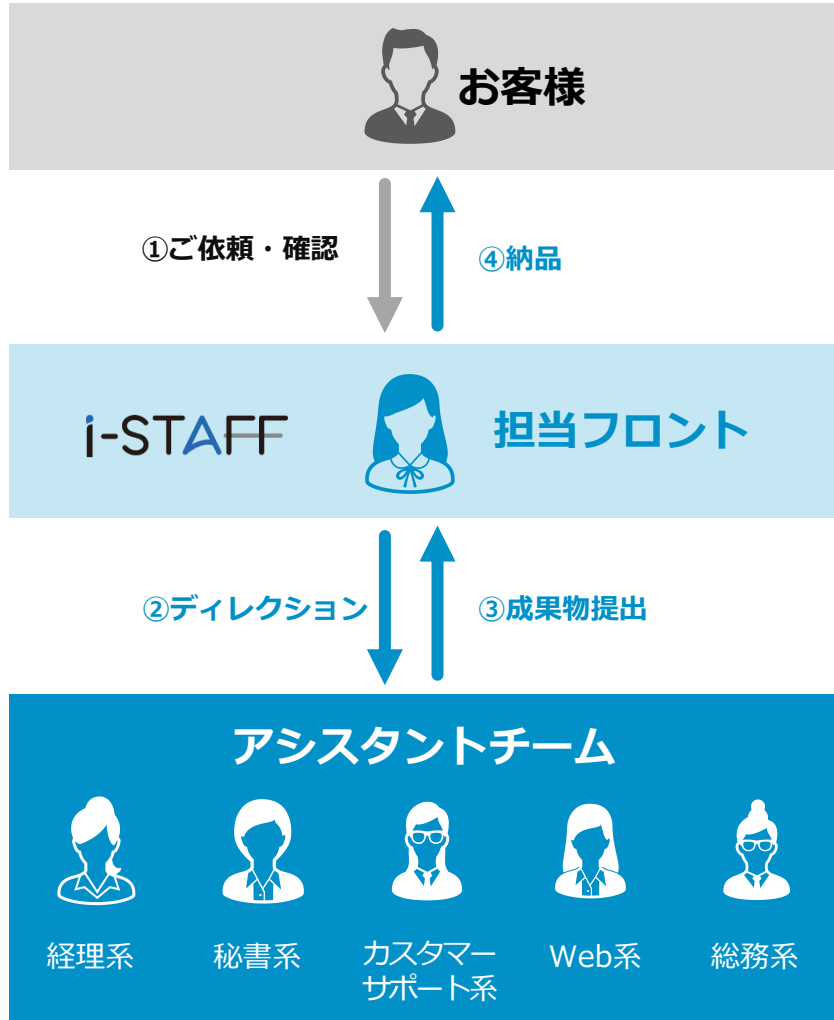 お客様
①ご依頼・確認
④納品
i-STAFF
担当フロント
②ディレクション
③成果物提出
アシスタントチーム
経理系
秘書系
カスタマー
サポート系
Web系
総務系